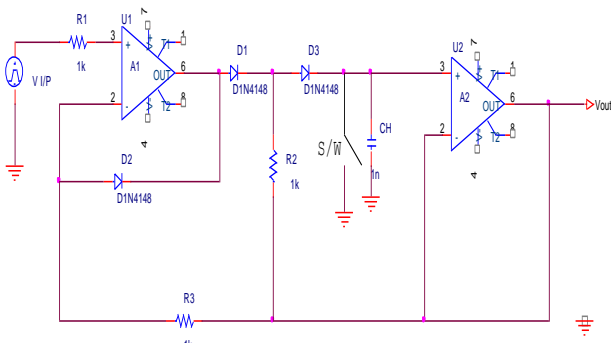 R1
1k
V I/P
U1
7
3
+
T1
1
A1
OUT
6
2
-
T2
8
4
D1
D1N4148
D3
D1N4148
D2
D1N4148
R2
1k
S/W
CH
1n
U2
7
3
+
T1
1
A2
OUT
6
2
-
T2
8
4
Vout
R3
1k